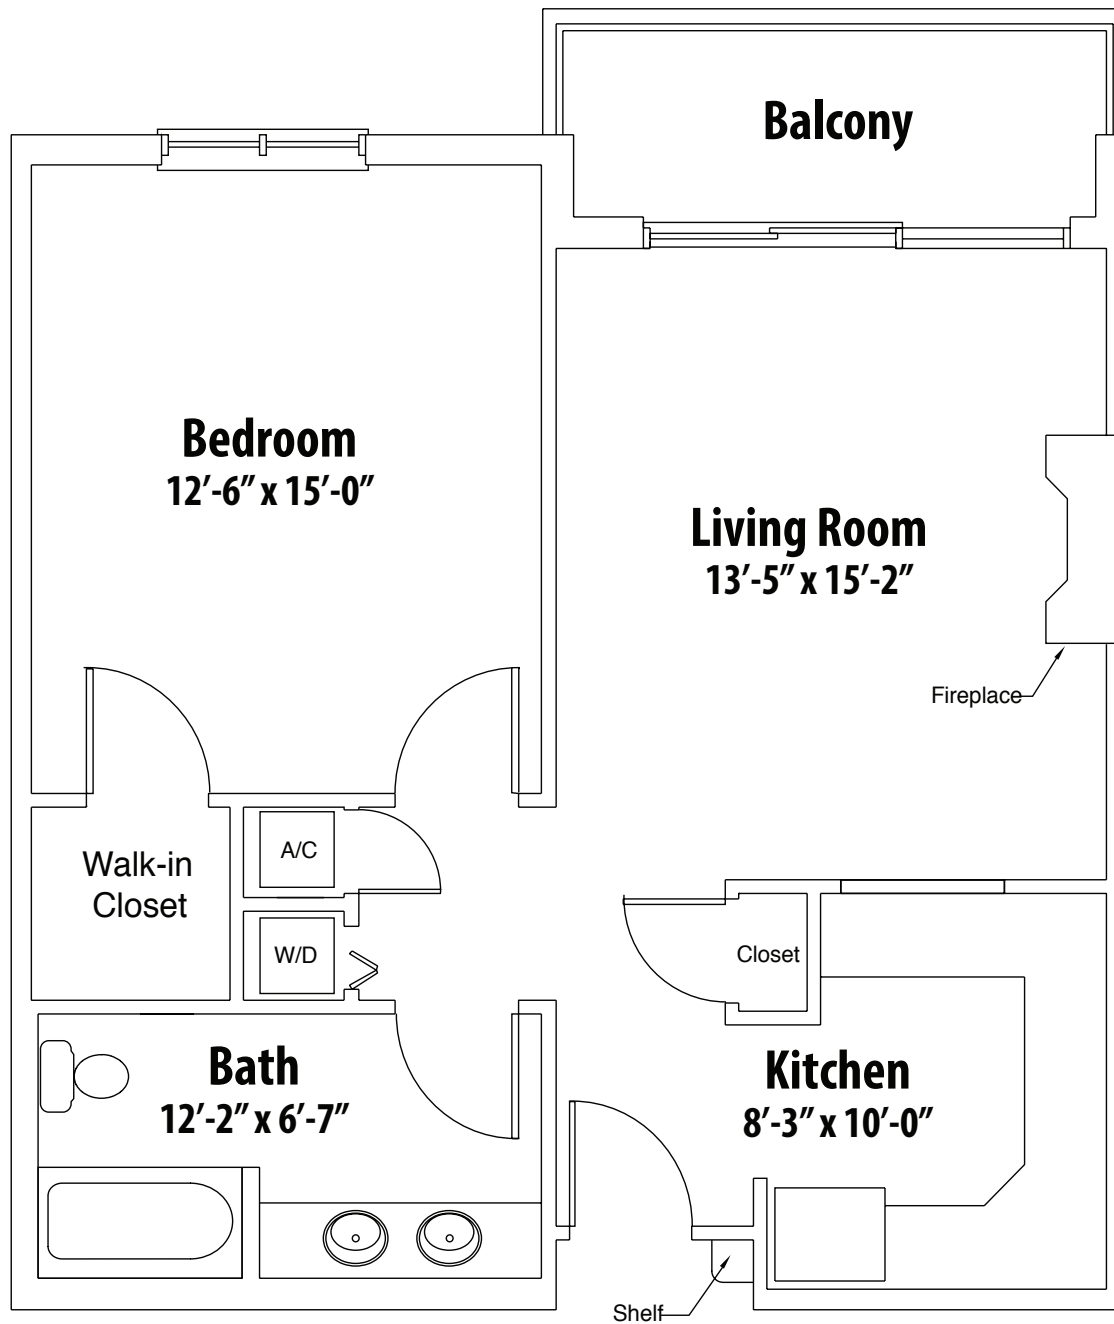 Balcony
Bedroom
12′-6″ x 15′-0″
Living Room
13′-5″ x 15′-2″
Fireplace
A/C
Walk-in
Closet
W/D
Closet
Bath
12′-2″ x 6′-7″
Kitchen
8′-3″ x 10′-0″
Shelf